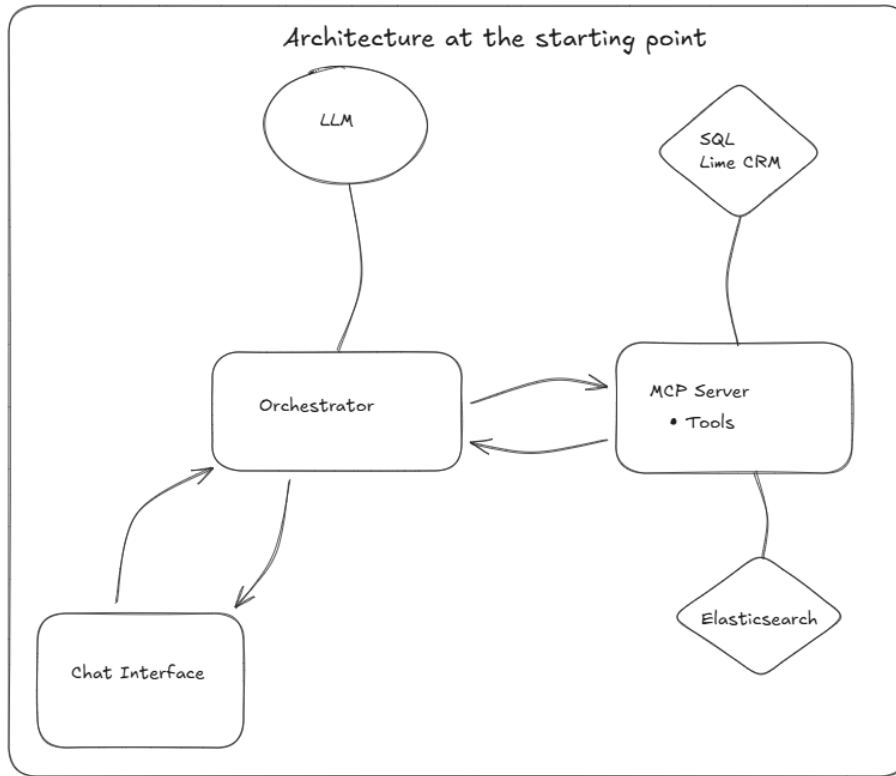 Architecture at the starting point
LLM
SQL
Lime CRM
Orchestrator
MCP Server
• Tools
Chat Interface
Elasticsearch